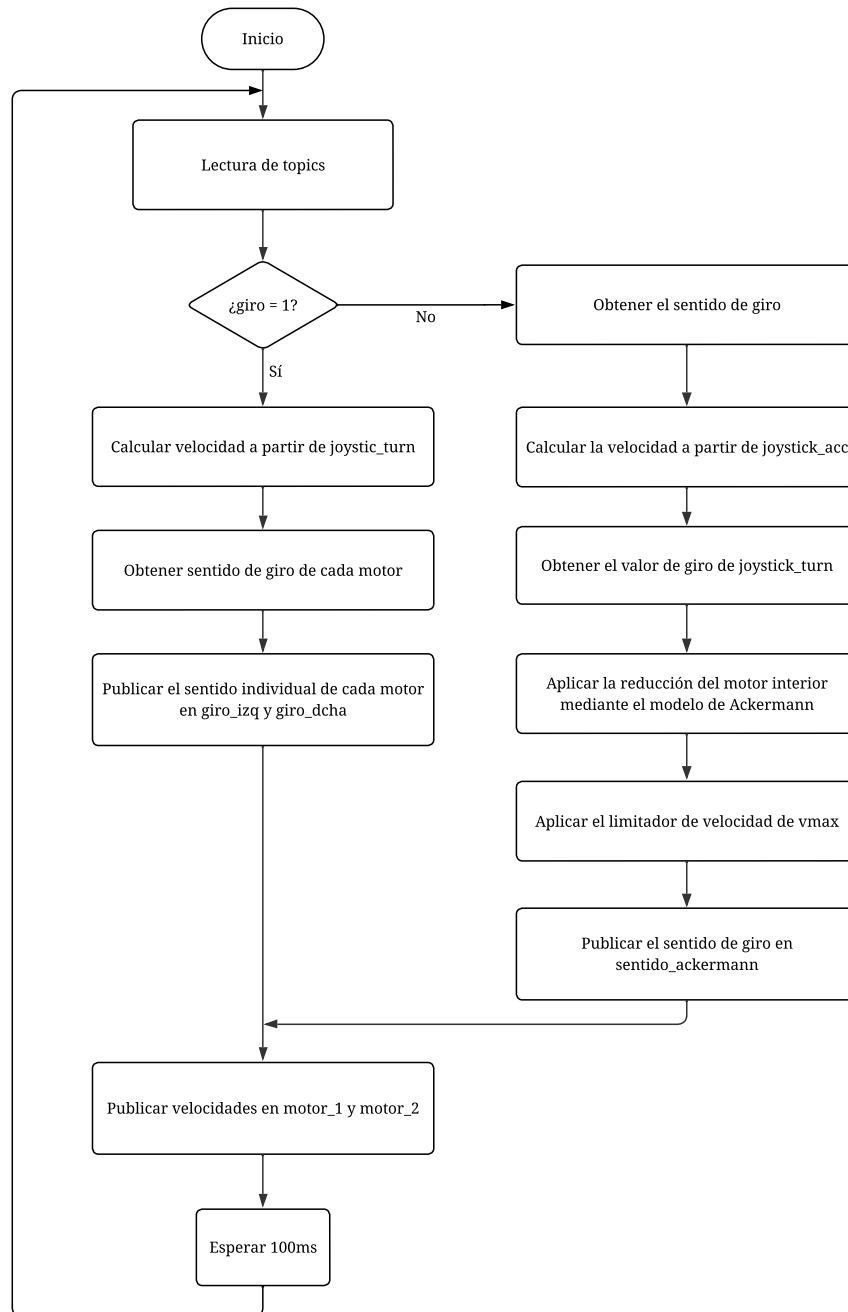 Inicio
Lectura de topics
¿giro = 1?
No
Sí
Calcular velocidad a partir de joystic_turn
Obtener sentido de giro de cada motor
Publicar el sentido individual de cada motor
en giro_izq y giro_dcha
Obtener el sentido de giro
Calcular la velocidad a partir de joystick_acc
Obtener el valor de giro de joystick_turn
Aplicar la reducción del motor interior
mediante el modelo de Ackermann
Aplicar el limitador de velocidad de vmax
Publicar el sentido de giro en
sentido_ackermann
Publicar velocidades en motor_1 y motor_2
Esperar 100ms